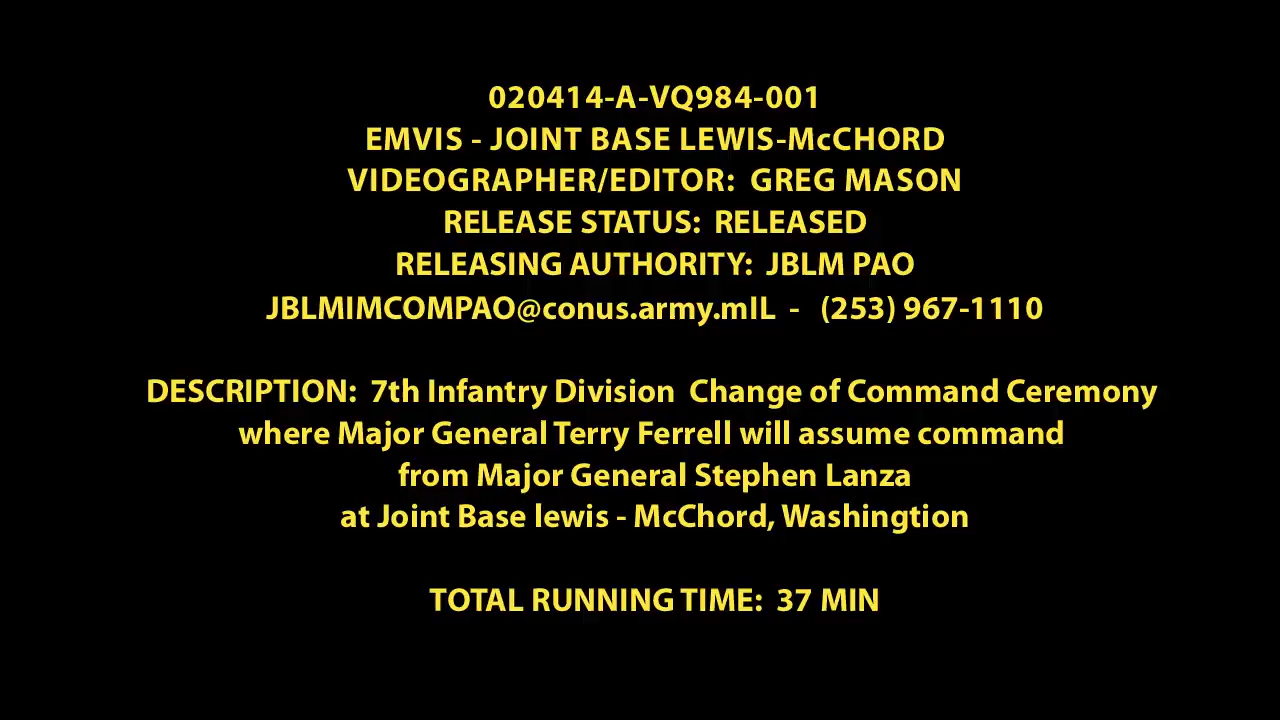 020414-A-VQ984-001
EMVIS - JOINT BASE LEWIS-McCHORD
VIDEOGRAPHER/EDITOR: GREG MASON
RELEASE STATUS: RELEASED
RELEASING AUTHORITY: JBLM PAO
JBLMIMCOMPAO@conus.army.mIL - (253) 967-1110
DESCRIPTION: 7th Infantry Division Change of Command Ceremony
where Major General Terry Ferrell will assume command
from Major General Stephen Lanza
at Joint Base lewis - McChord, Washingtion
TOTAL RUNNING TIME: 37 MIN